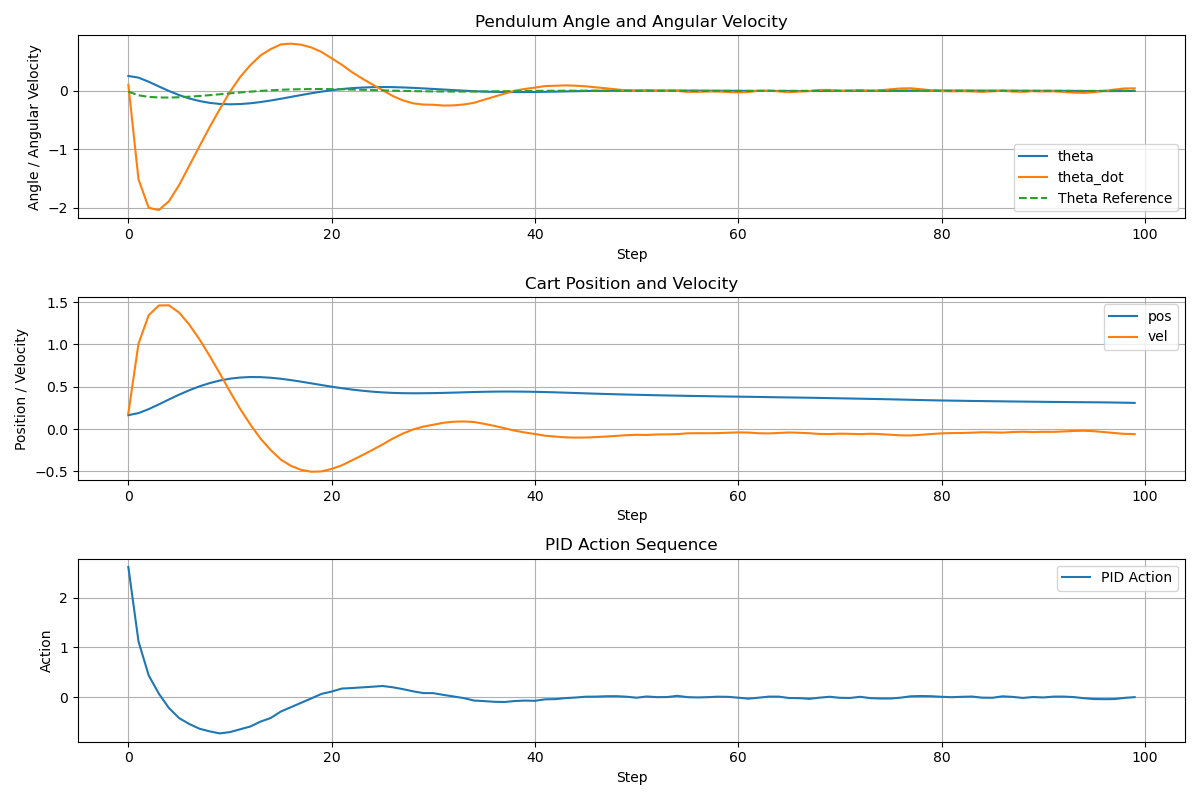 Pendulum Angle and Angular Velocity
Angle / Angular Velocity
0
−1
−2
theta
theta_dot
Theta Reference
0 20 40 60 80 100
Step
Cart Position and Velocity
Position / Velocity
1.5
1.0
0.5
0.0
−0.5
pos
vel
0 20 40 60 80 100
Step
PID Action Sequence
Action
2
1
0
PID Action
0 20 40 60 80 100
Step